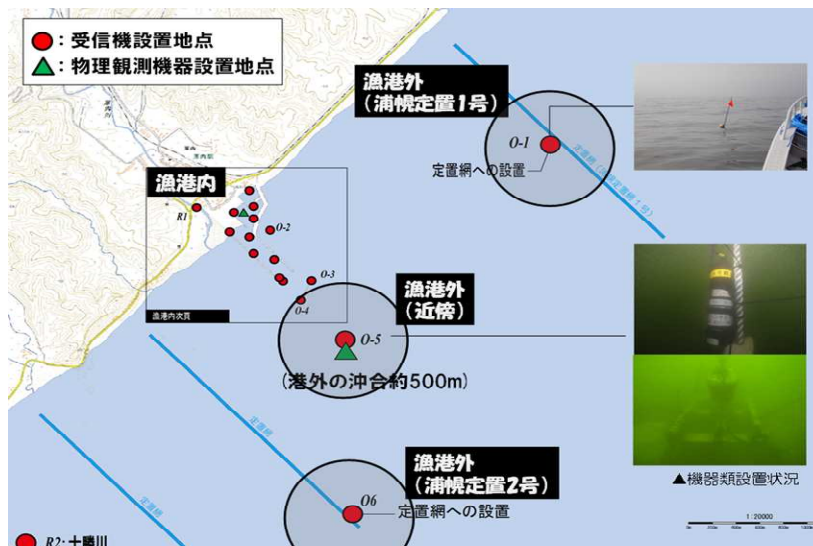 ●：受信機設置地点
▲：物理観測機器設置地点
漁港外
（浦幌定置1号）
O-1
定置網への設置
漁港内
R1
O-2
O-3
O-4
漁港内次頁
漁港外
（近傍）
O-5
(港外の沖合約500m)
定置網
定置網
漁港外
（浦幌定置2号）
O6
定置網への設置
▲機器類設置状況
1:20000
R2: 十勝川